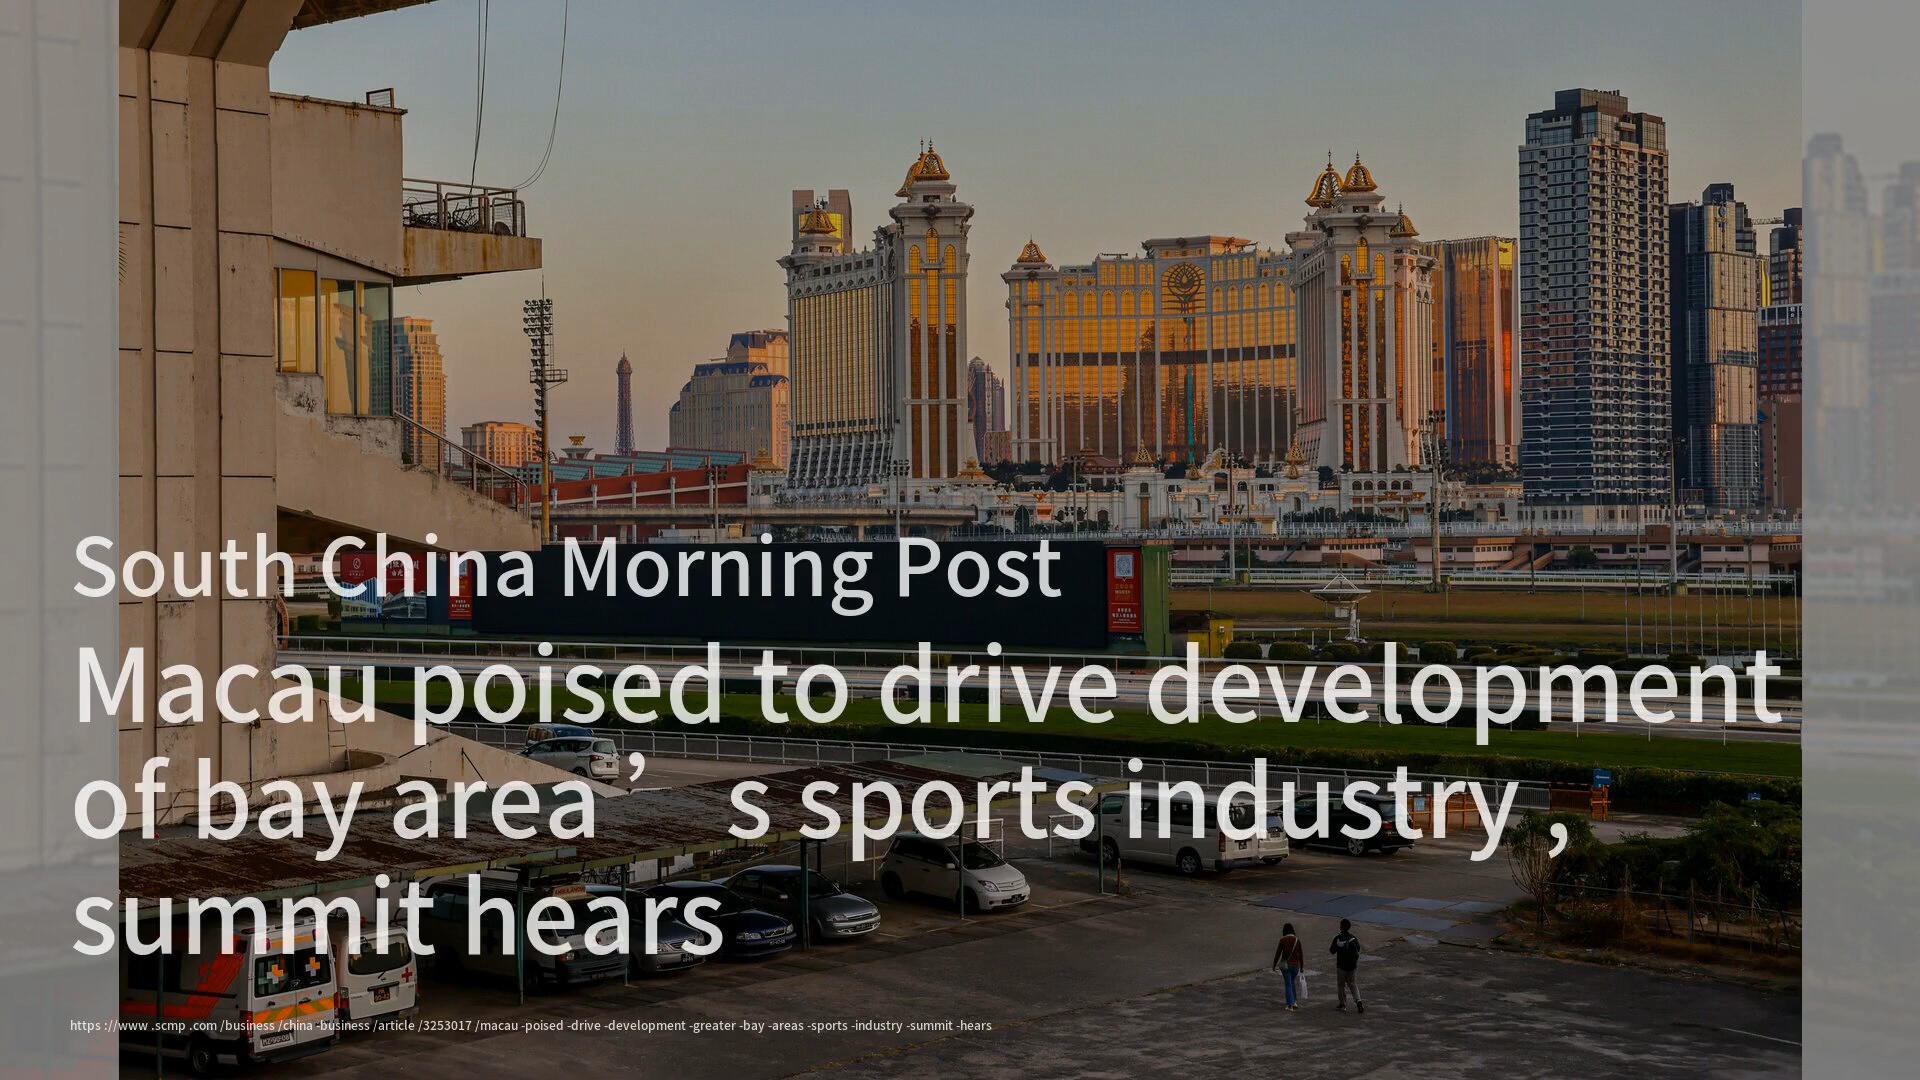 South China Morning Post
Macau poised to drive development
of bay area’ s sports industry ,
summit hears
https ://www .scmp .com /business /china -business /article /3253017 /macau -poised -drive -development -greater -bay -areas -sports -industry -summit -hears